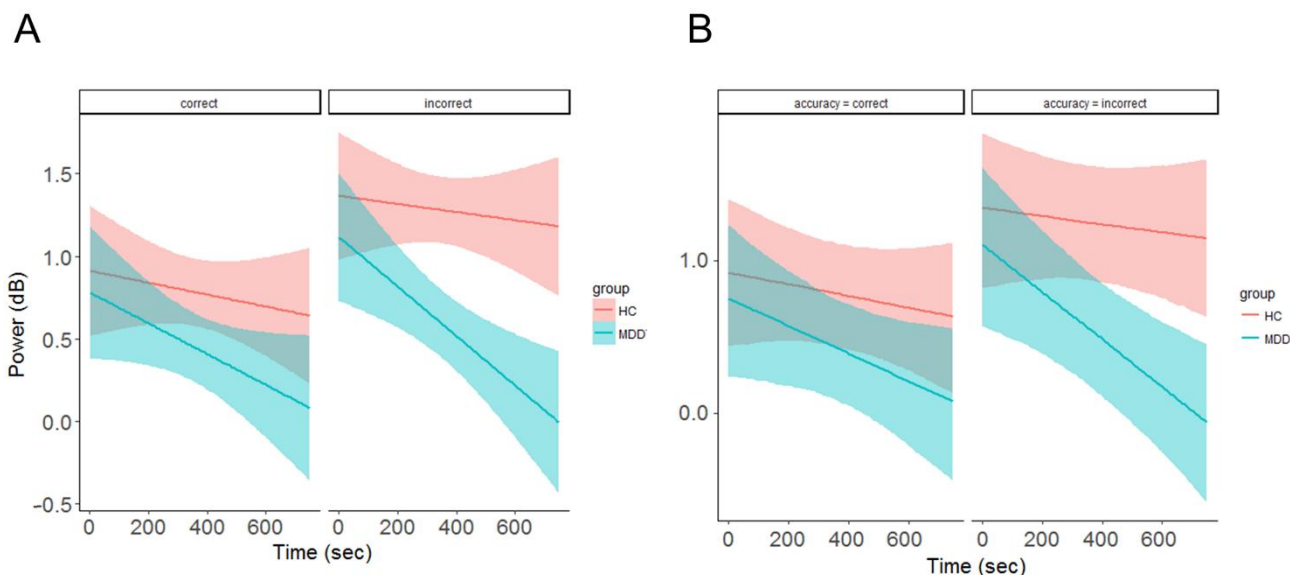 A
correct
incorrect
Power (dB)
1.5
1.0
0.5
0.0
-0.5
0 200 400 600
0 200 400 600
Time (sec)
group
HC
MDD
B
accuracy = correct
accuracy = incorrect
1.0
0.0
0 200 400 600
0 200 400 600
Time (sec)
group
HC
MDD